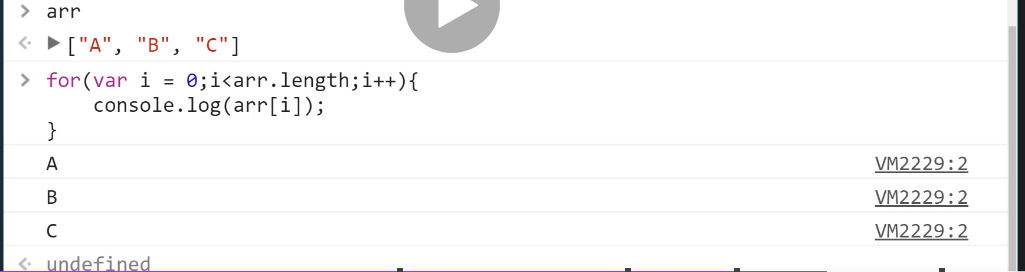 > arr
<· ▶["A", "B", "C"]
> for(var i = 0;i<arr.length;i++){
    console.log(arr[i]);
}
A VM2229:2
B VM2229:2
C VM2229:2
<· undefined